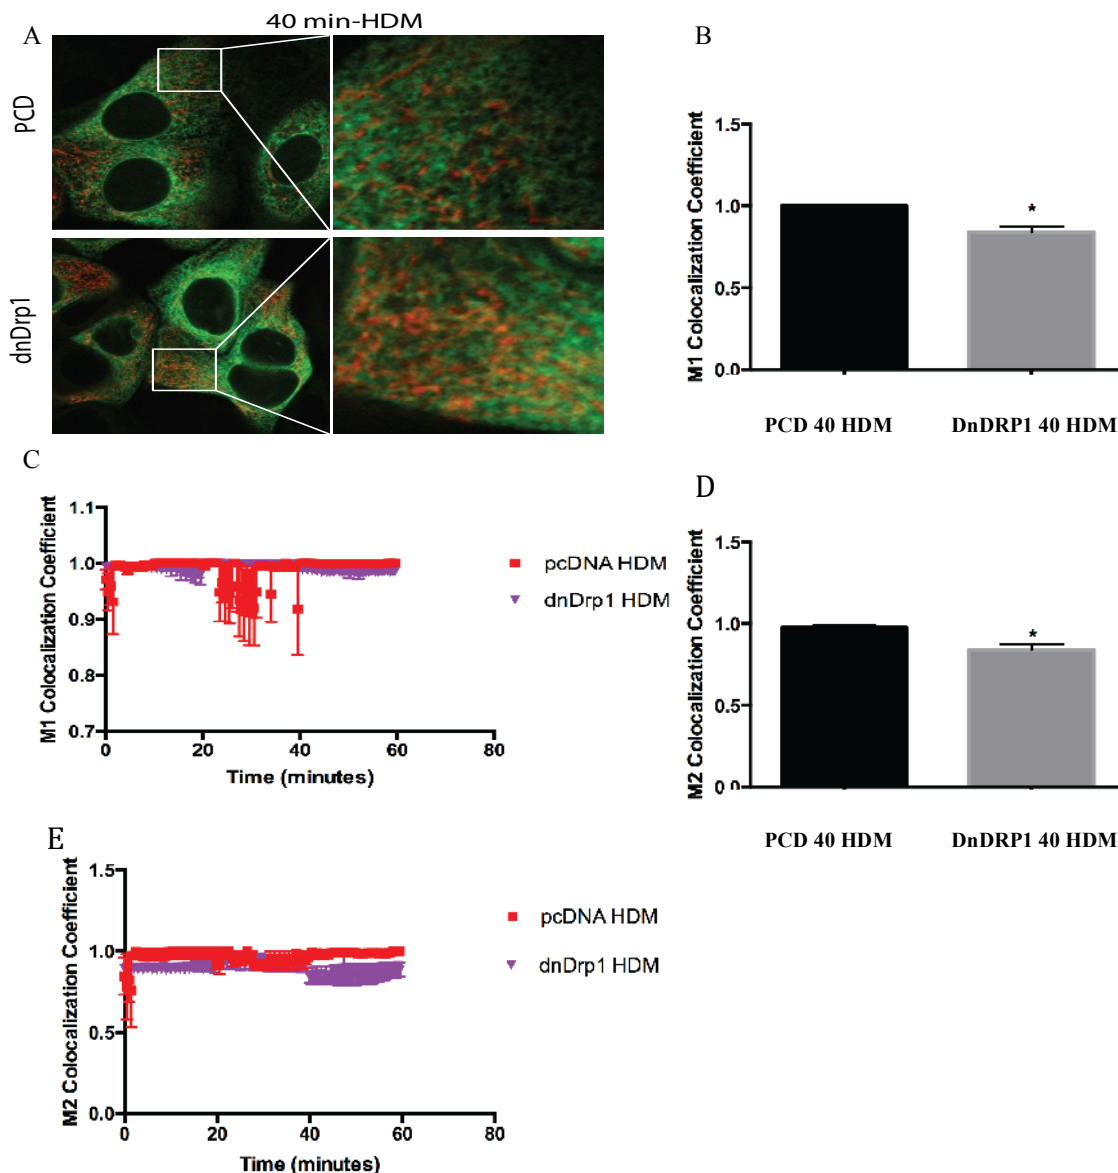 40 min-HDM
A
PCD
dnDrp1
B
M1 Colocalization Coefficient
1.5
1.0
0.5
0.0
*
PCD 40 HDM
DnDRP1 40 HDM
C
M1 Colocalization Coefficient
1.1
1.0
0.9
0.8
0.7
0
20
40
60
80
Time (minutes)
pcDNA HDM
dnDrp1 HDM
D
M2 Colocalization Coefficient
1.5
1.0
0.5
0.0
*
PCD 40 HDM
DnDRP1 40 HDM
E
M2 Colocalization Coefficient
1.5
1.0
0.5
0.0
0
20
40
60
80
Time (minutes)
pcDNA HDM
dnDrp1 HDM